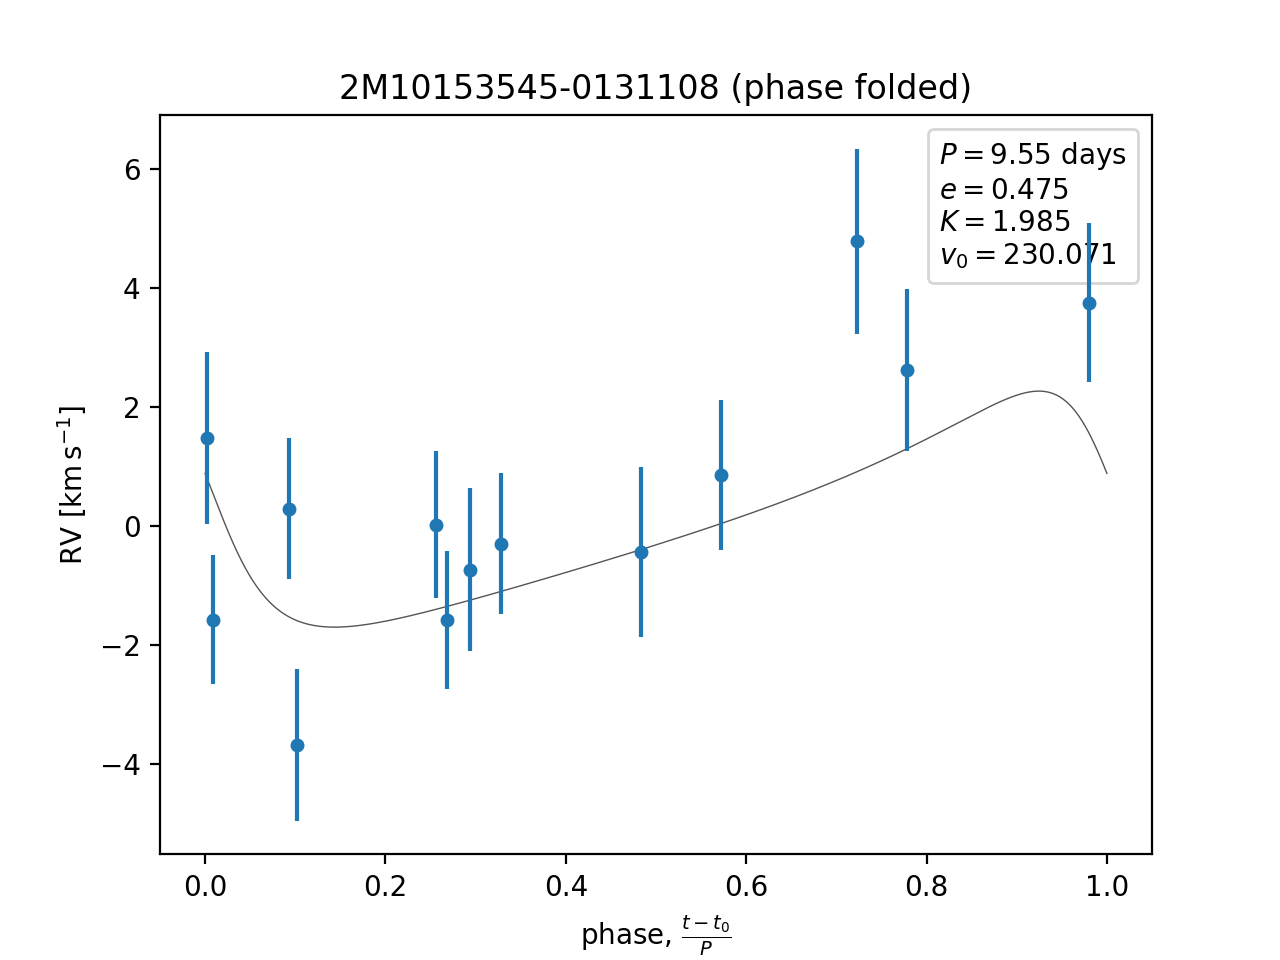 2M10153545-0131108 (phase folded)
P = 9.55 days
e = 0.475
K = 1.985
v₀ = 230.071
6
4
2
0
−2
−4
RV [km s⁻¹]
0.0 0.2 0.4 0.6 0.8 1.0
phase, (t − t₀)/P